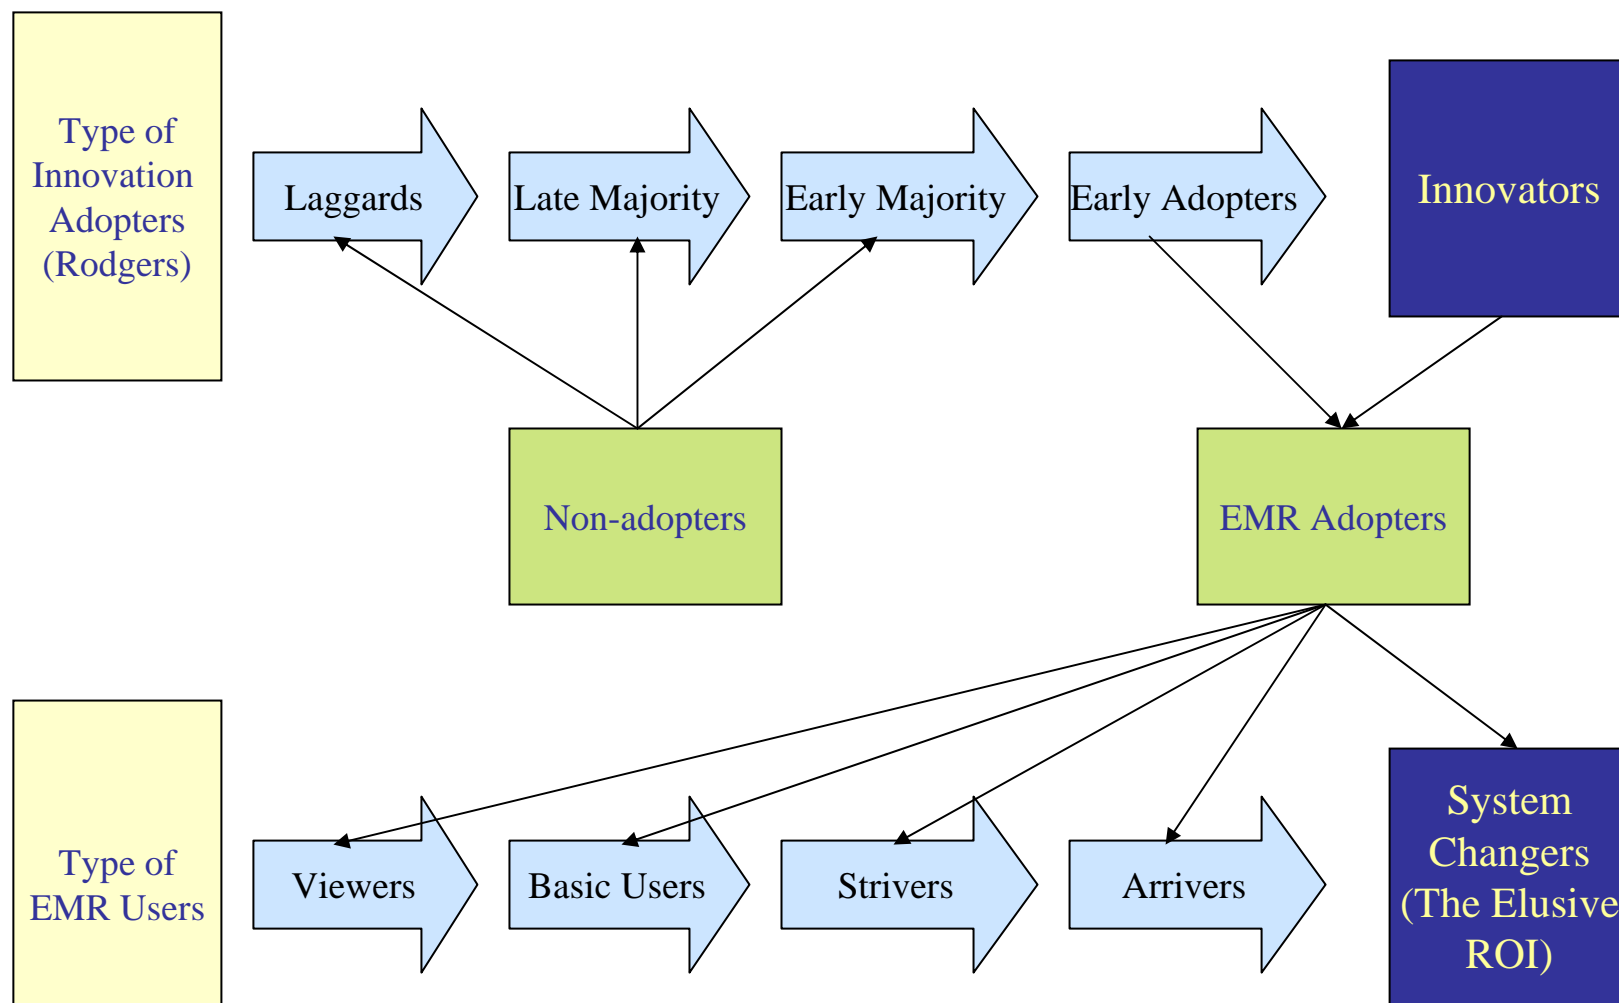 Type of
Innovation
Adopters
(Rodgers)
Laggards
Late Majority
Early Majority
Early Adopters
Innovators
Non-adopters
EMR Adopters
Type of
EMR Users
Viewers
Basic Users
Strivers
Arrivers
System
Changers
(The Elusive
ROI)